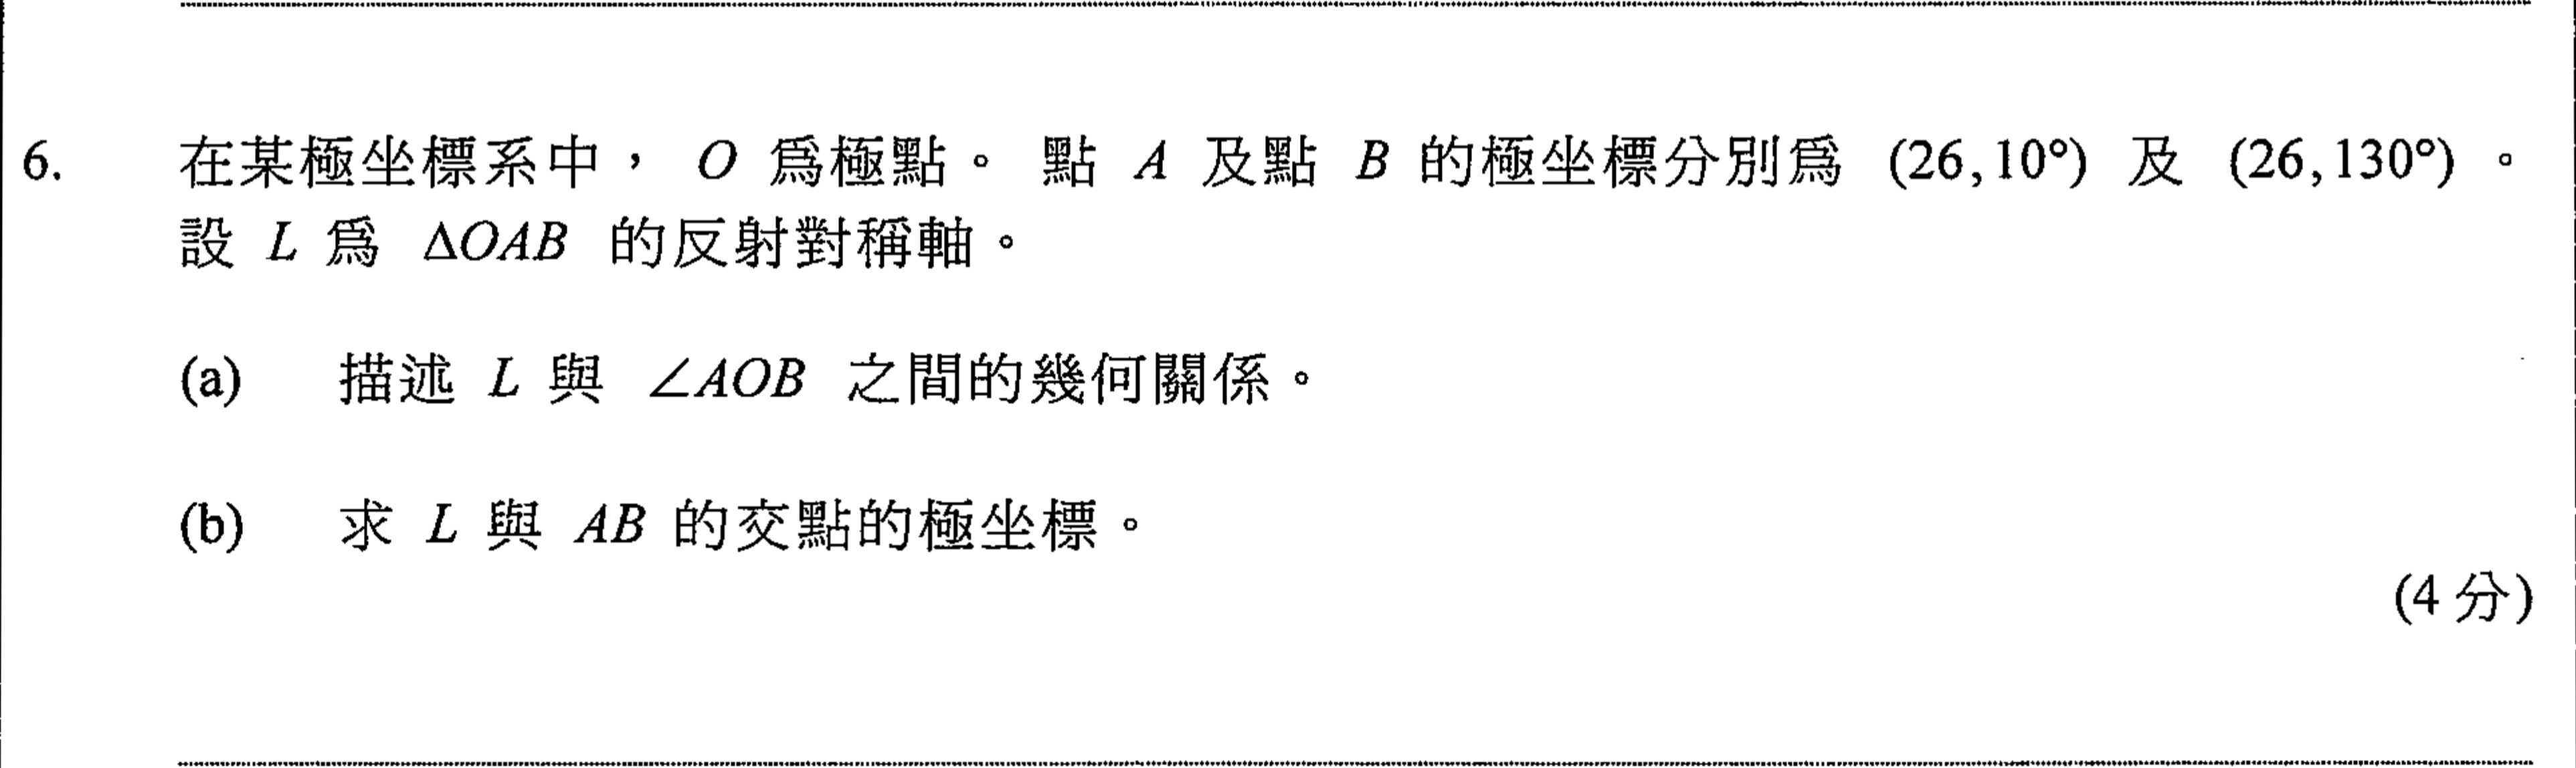 6. 在某極坐標系中， O 爲極點。 點 A 及點 B 的極坐標分別爲 (26,10°) 及 (26,130°) 。
設 L 爲 ΔOAB 的反射對稱軸。
(a) 描述 L 與 ∠AOB 之間的幾何關係。
(b) 求 L 與 AB 的交點的極坐標。
(4 分)